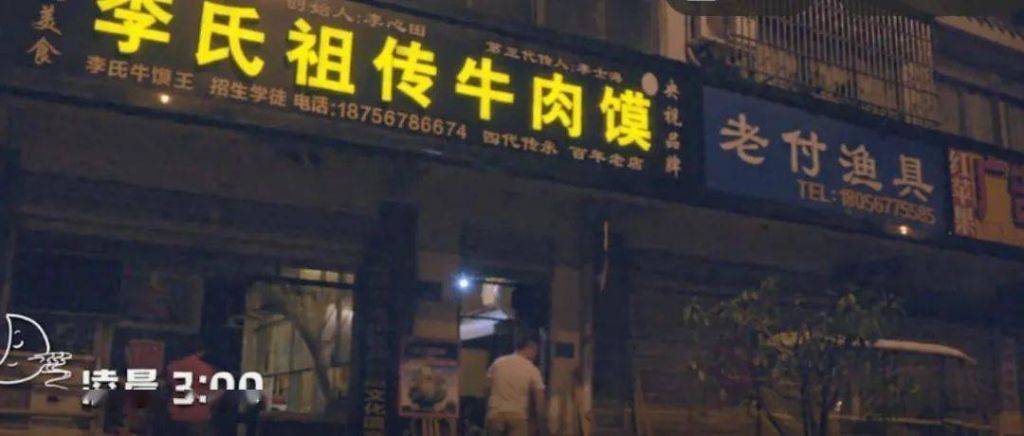 美食
创始人:李心田
第三代传人:李士海
李氏祖传牛肉馍
央视品牌
李氏牛馍王 招生学徒 电话:18756786674 四代传承 百年老店
老付渔具
TEL:18056775585
凌晨 3:00